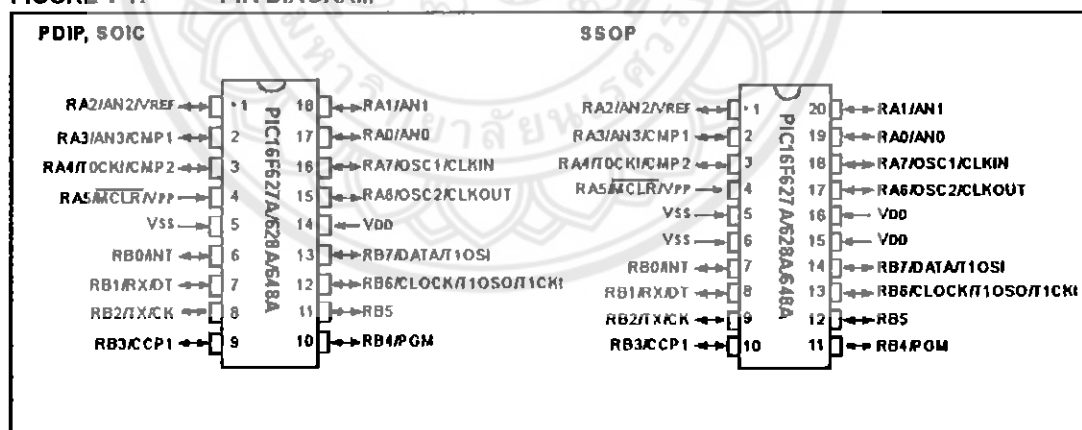 PIN DIAGRAM
PDIP, SOIC
RA2/AN2/VREF 1
RA3/AN3/CMP1 2
RA4/T0CKI/CMP2 3
RA5/MCLR/VPP 4
VSS 5
RB0/INT 6
RB1/RX/DT 7
RB2/TX/CK 8
RB3/CCP1 9
PIC16F627A/628A/648A
18 RA1/AN1
17 RA0/AN0
16 RA7/OSC1/CLKIN
15 RA6/OSC2/CLKOUT
14 VDD
13 RB7/DATA/T1OSI
12 RB6/CLOCK/T1OSO/T1CKI
11 RB5
10 RB4/PGM
SSOP
RA2/AN2/VREF 1
RA3/AN3/CMP1 2
RA4/T0CKI/CMP2 3
RA5/MCLR/VPP 4
VSS 5
VSS 6
RB0/INT 7
RB1/RX/DT 8
RB2/TX/CK 9
RB3/CCP1 10
PIC16F627A/628A/648A
20 RA1/AN1
19 RA0/AN0
18 RA7/OSC1/CLKIN
17 RA6/OSC2/CLKOUT
16 VDD
15 VDD
14 RB7/DATA/T1OSI
13 RB6/CLOCK/T1OSO/T1CKI
12 RB5
11 RB4/PGM